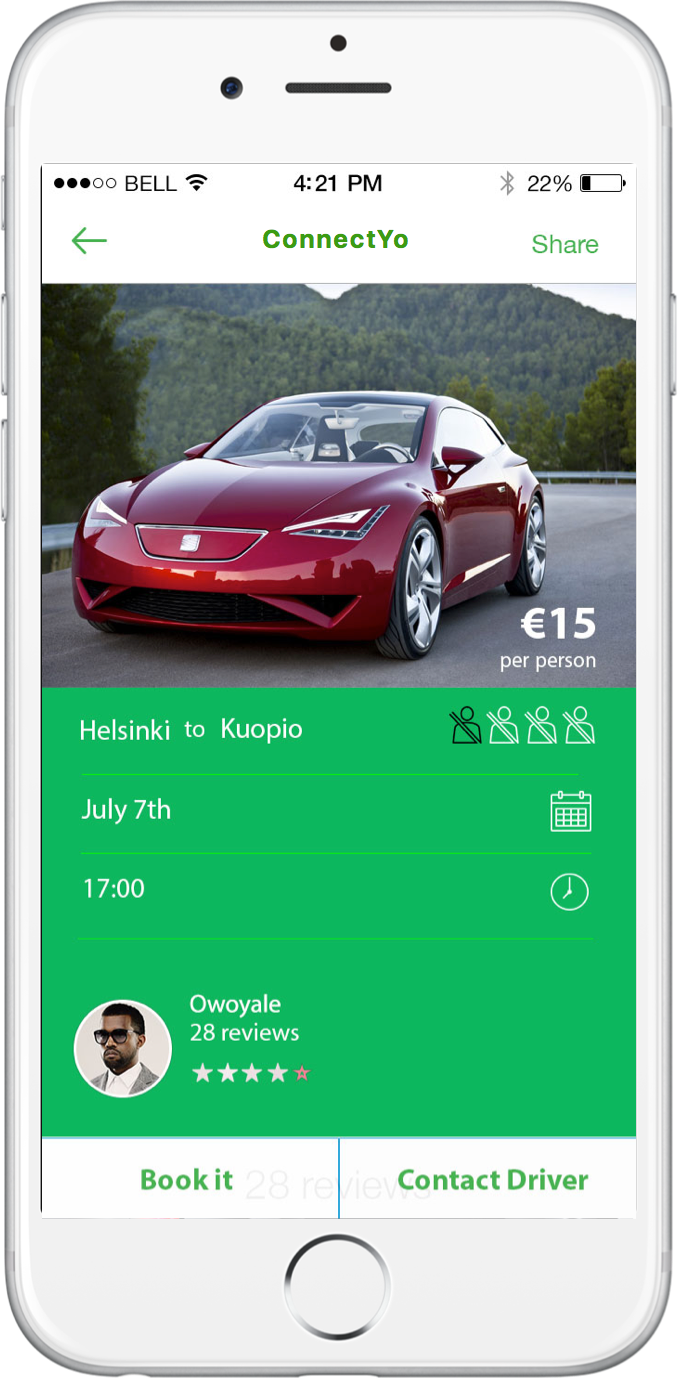 BELL 4:21 PM 22%
ConnectYo Share
€15
per person
Helsinki to Kuopio
July 7th
17:00
Owoyale
28 reviews
Book it Contact Driver
28 reviews